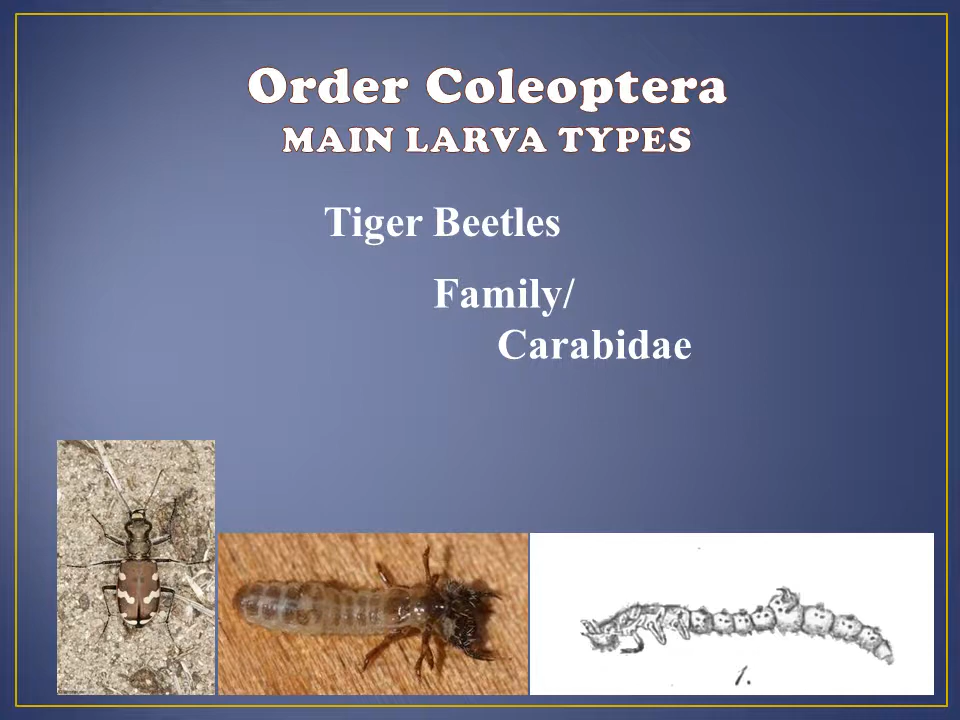 Order Coleoptera
MAIN LARVA TYPES
Tiger Beetles
Family/
Carabidae
1.